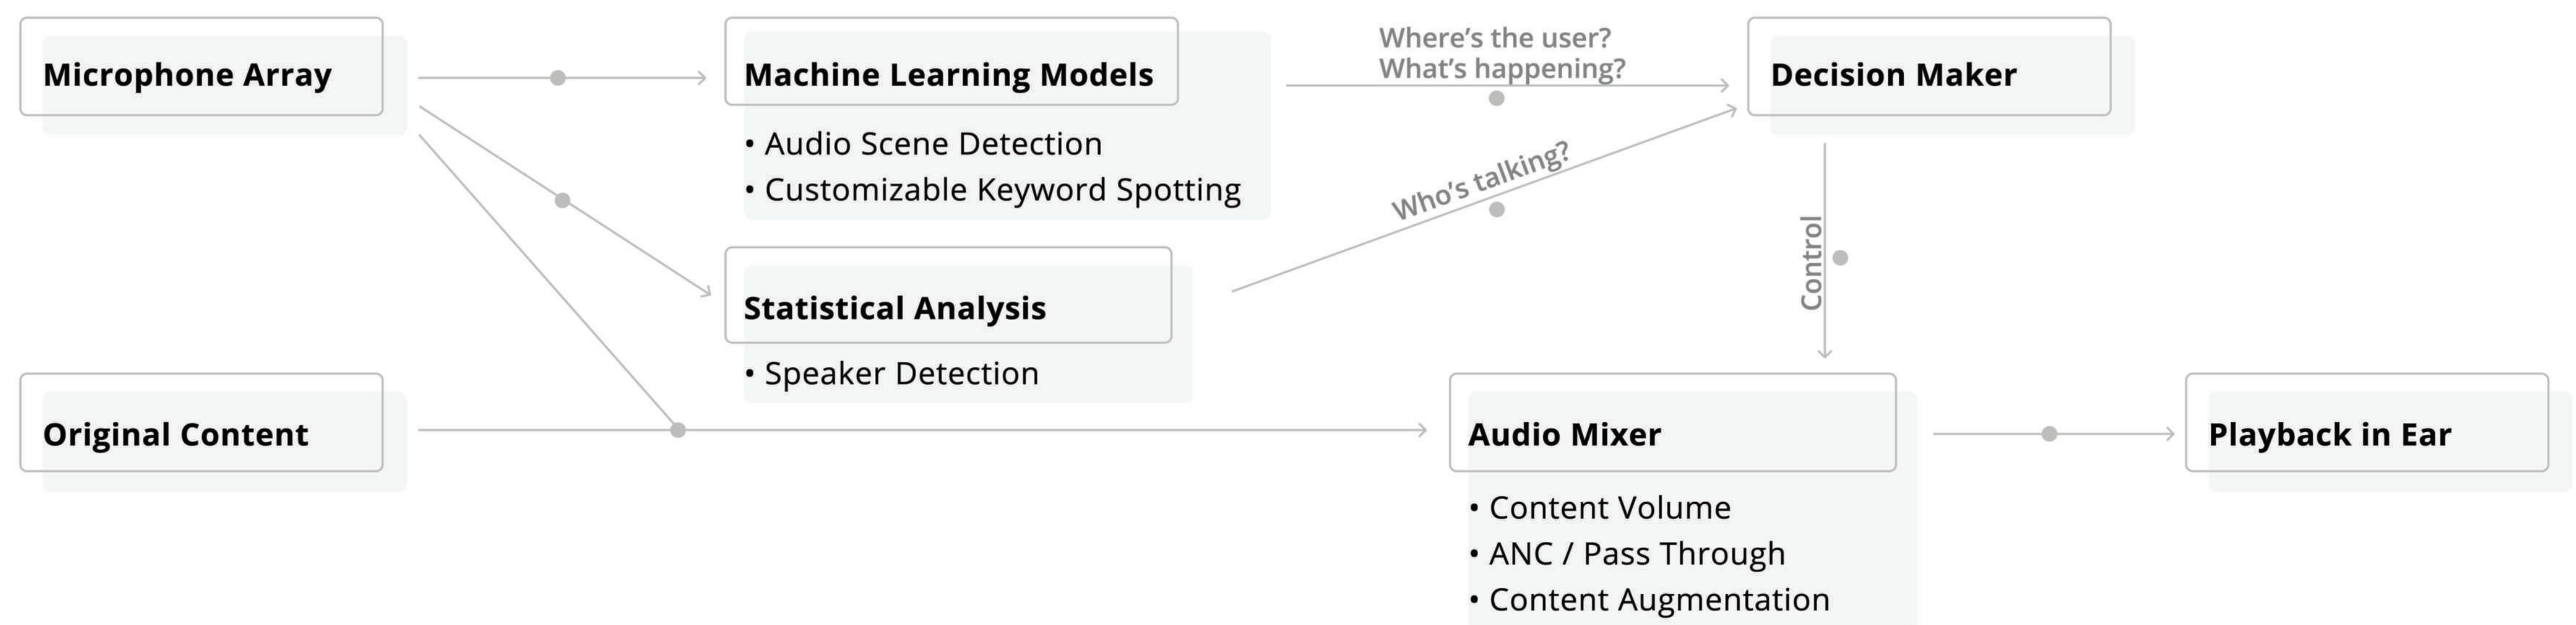 Microphone Array
Machine Learning Models
• Audio Scene Detection
• Customizable Keyword Spotting
Where's the user?
What's happening?
Decision Maker
Who's talking?
Statistical Analysis
• Speaker Detection
Control
Original Content
Audio Mixer
• Content Volume
• ANC / Pass Through
• Content Augmentation
Playback in Ear